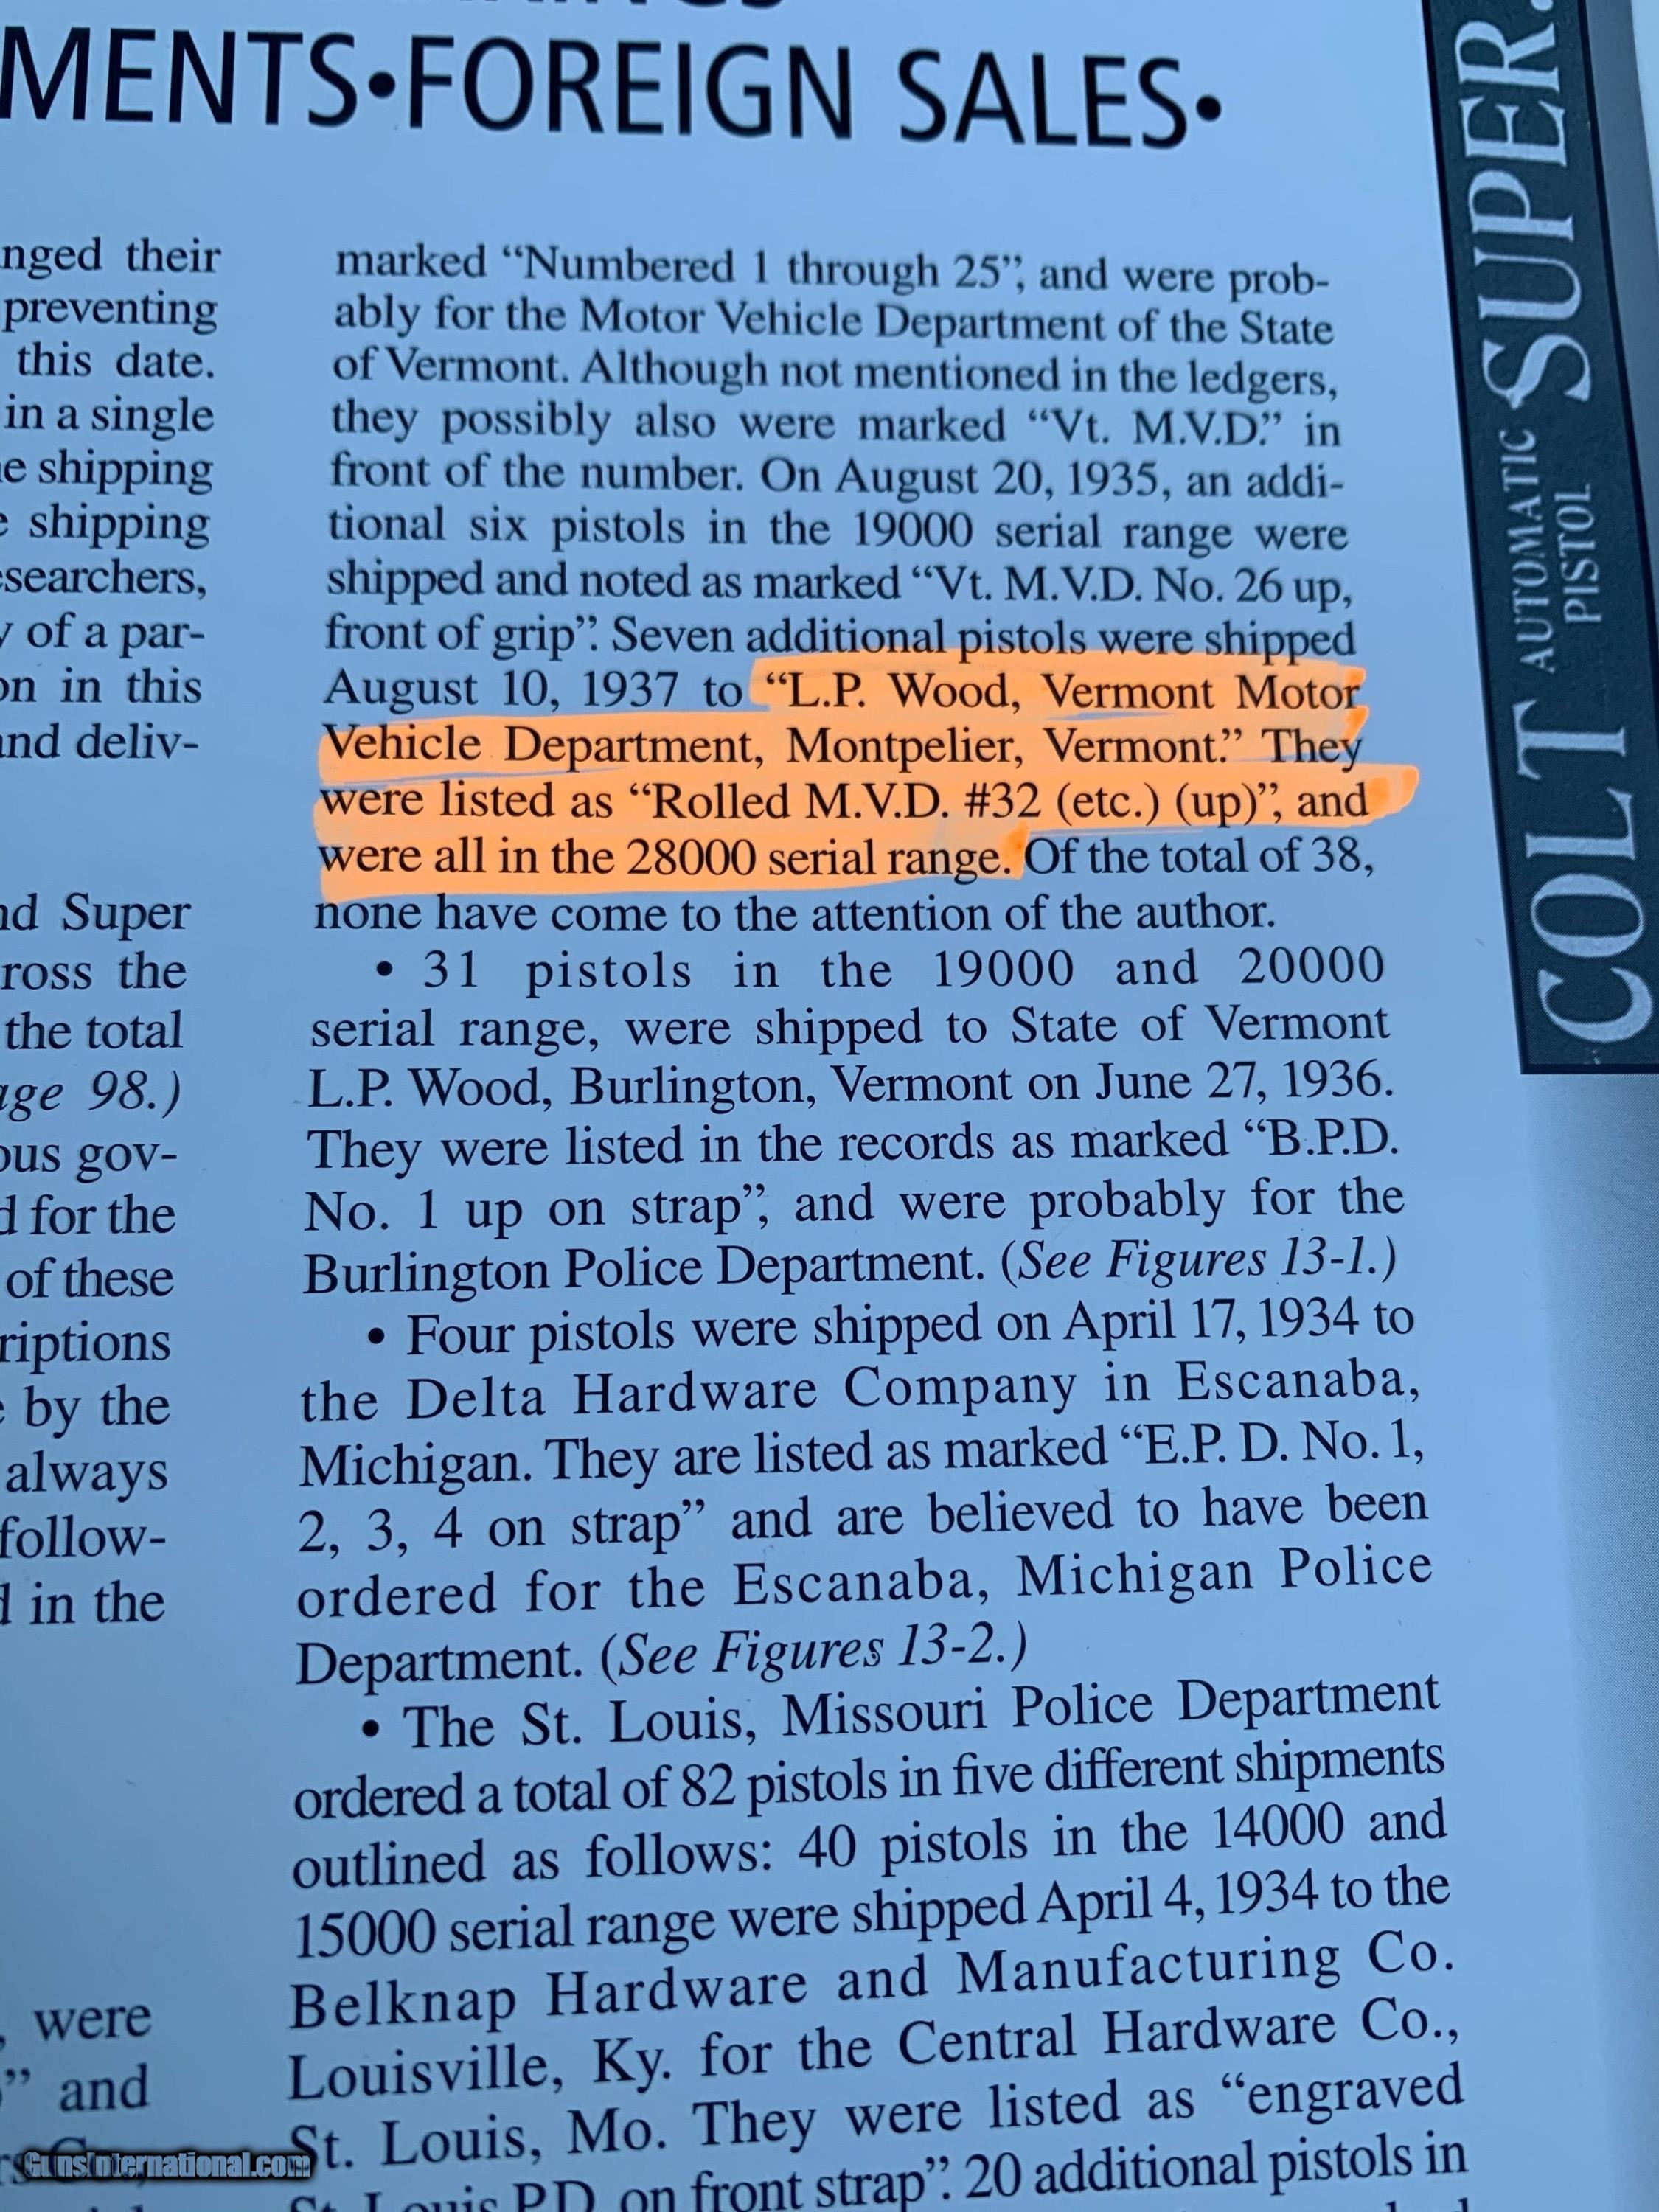 MENTS•FOREIGN SALES•
nged their
preventing
this date.
in a single
shipping
shipping
searchers,
of a par-
in this
and deliv-
Super
the
the total
98.)
gov-
for the
of these
by the
always
follow-
in the
, were
” and
marked “Numbered 1 through 25”, and were prob-
ably for the Motor Vehicle Department of the State
of Vermont. Although not mentioned in the ledgers,
they possibly also were marked “Vt. M.V.D.” in
front of the number. On August 20, 1935, an addi-
tional six pistols in the 19000 serial range were
shipped and noted as marked “Vt. M.V.D. No. 26 up,
front of grip”. Seven additional pistols were shipped
August 10, 1937 to “L.P. Wood, Vermont Motor
Vehicle Department, Montpelier, Vermont.” They
were listed as “Rolled M.V.D. #32 (etc.) (up)”, and
were all in the 28000 serial range. Of the total of 38,
none have come to the attention of the author.
• 31 pistols in the 19000 and 20000
serial range, were shipped to State of Vermont
L.P. Wood, Burlington, Vermont on June 27, 1936.
They were listed in the records as marked “B.P.D.
No. 1 up on strap”, and were probably for the
Burlington Police Department. (See Figures 13-1.)
• Four pistols were shipped on April 17, 1934 to
the Delta Hardware Company in Escanaba,
Michigan. They are listed as marked “E.P. D. No. 1,
2, 3, 4 on strap” and are believed to have been
ordered for the Escanaba, Michigan Police
Department. (See Figures 13-2.)
• The St. Louis, Missouri Police Department
ordered a total of 82 pistols in five different shipments
outlined as follows: 40 pistols in the 14000 and
15000 serial range were shipped April 4, 1934 to the
Belknap Hardware and Manufacturing Co.
Louisville, Ky. for the Central Hardware Co.,
St. Louis, Mo. They were listed as “engraved
St. Louis P.D. on front strap”. 20 additional pistols in
COLT AUTOMATIC PISTOL SUPER.
GunsInternational.com